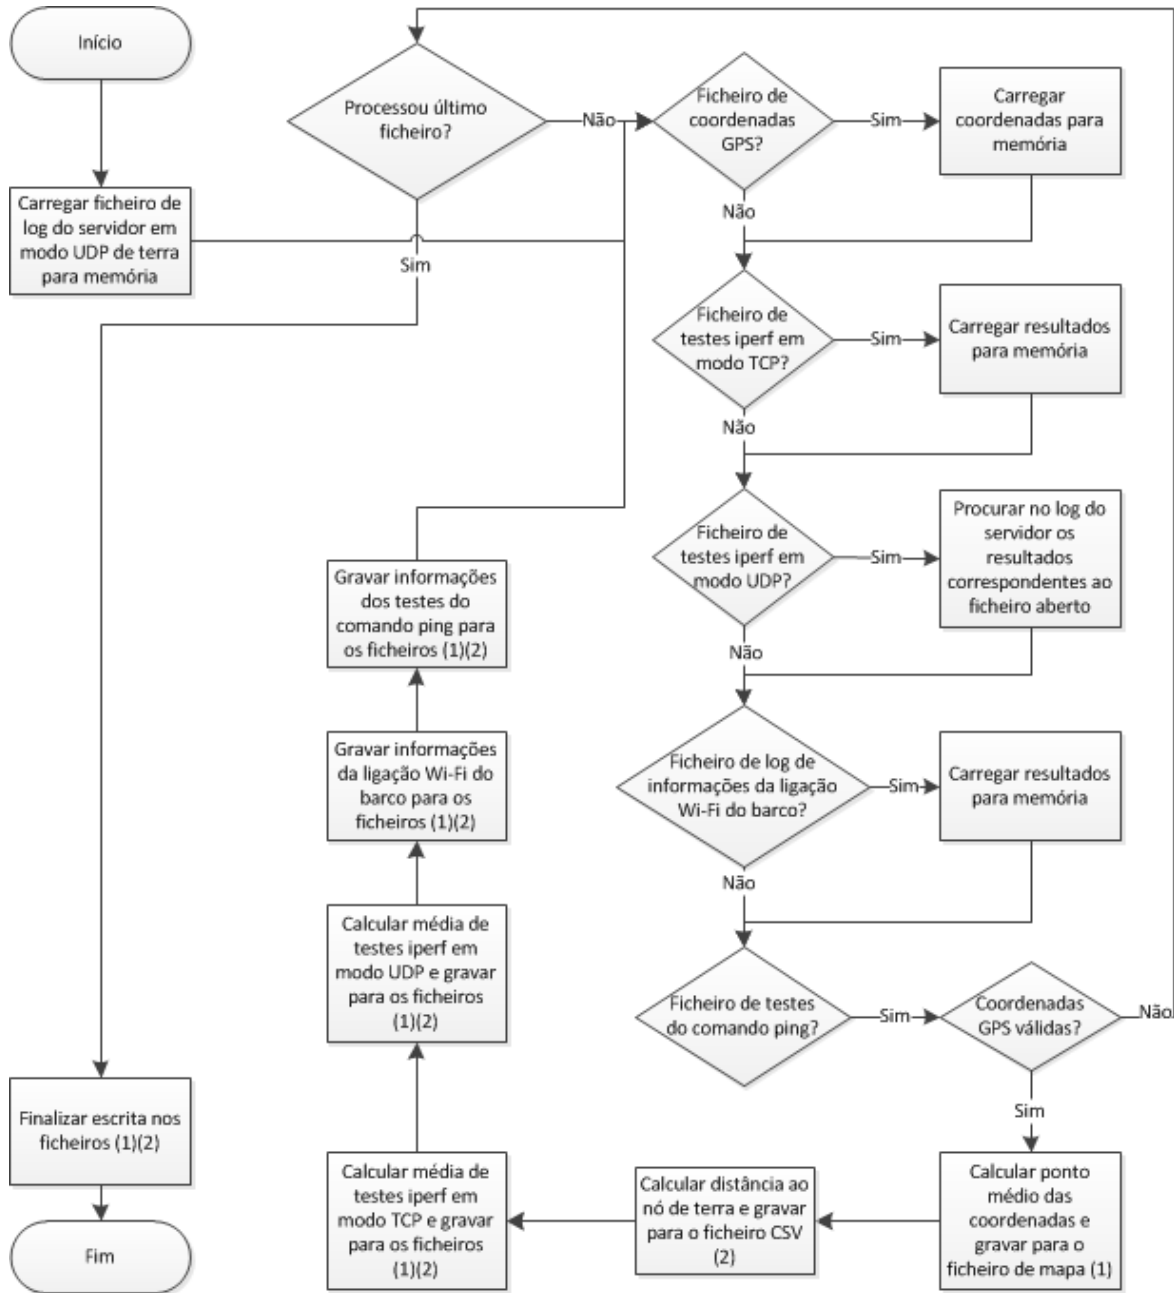 Início
Carregar ficheiro de
log do servidor em
modo UDP de terra
para memória
Processou último
ficheiro?
Não
Sim
Ficheiro de
coordenadas
GPS?
Sim
Carregar
coordenadas para
memória
Não
Ficheiro de
testes iperf em
modo TCP?
Sim
Carregar resultados
para memória
Não
Ficheiro de
testes iperf em
modo UDP?
Sim
Procurar no log do
servidor os
resultados
correspondentes ao
ficheiro aberto
Não
Ficheiro de log de
informações da ligação
Wi-Fi do barco?
Sim
Carregar resultados
para memória
Não
Ficheiro de testes
do comando ping?
Sim
Coordenadas
GPS válidas?
Não
Sim
Calcular ponto
médio das
coordenadas e
gravar para o
ficheiro de mapa (1)
Calcular distância ao
nó de terra e gravar
para o ficheiro CSV
(2)
Calcular média de
testes iperf em
modo TCP e gravar
para os ficheiros
(1)(2)
Calcular média de
testes iperf em
modo UDP e gravar
para os ficheiros
(1)(2)
Gravar informações
da ligação Wi-Fi do
barco para os
ficheiros (1)(2)
Gravar informações
dos testes do
comando ping para
os ficheiros (1)(2)
Finalizar escrita nos
ficheiros (1)(2)
Fim